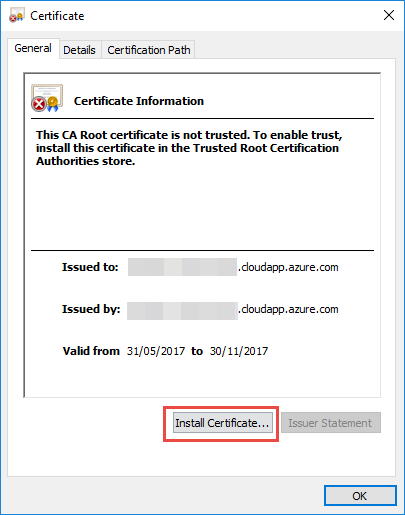 Certificate
General Details Certification Path
Certificate Information
This CA Root certificate is not trusted. To enable trust,
install this certificate in the Trusted Root Certification
Authorities store.
Issued to: .cloudapp.azure.com
Issued by: .cloudapp.azure.com
Valid from 31/05/2017 to 30/11/2017
Install Certificate... Issuer Statement
OK